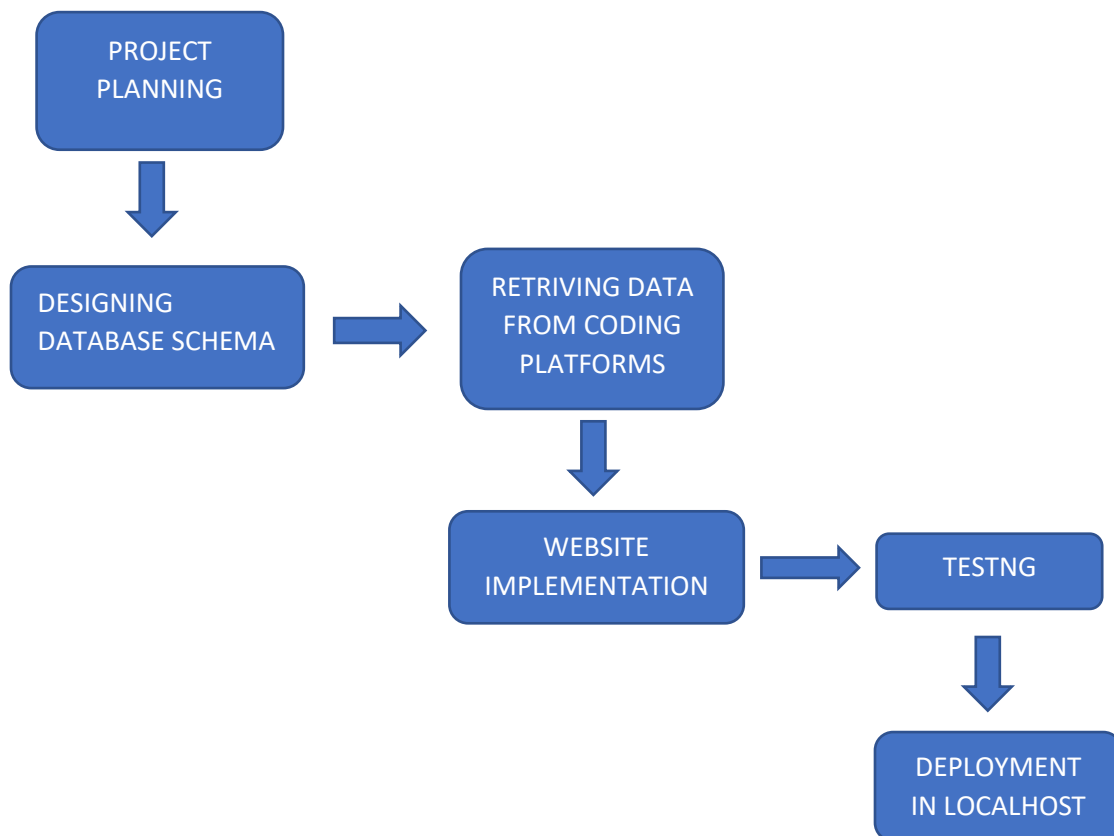 PROJECT
PLANNING
DESIGNING
DATABASE SCHEMA
RETRIVING DATA
FROM CODING
PLATFORMS
WEBSITE
IMPLEMENTATION
TESTNG
DEPLOYMENT
IN LOCALHOST